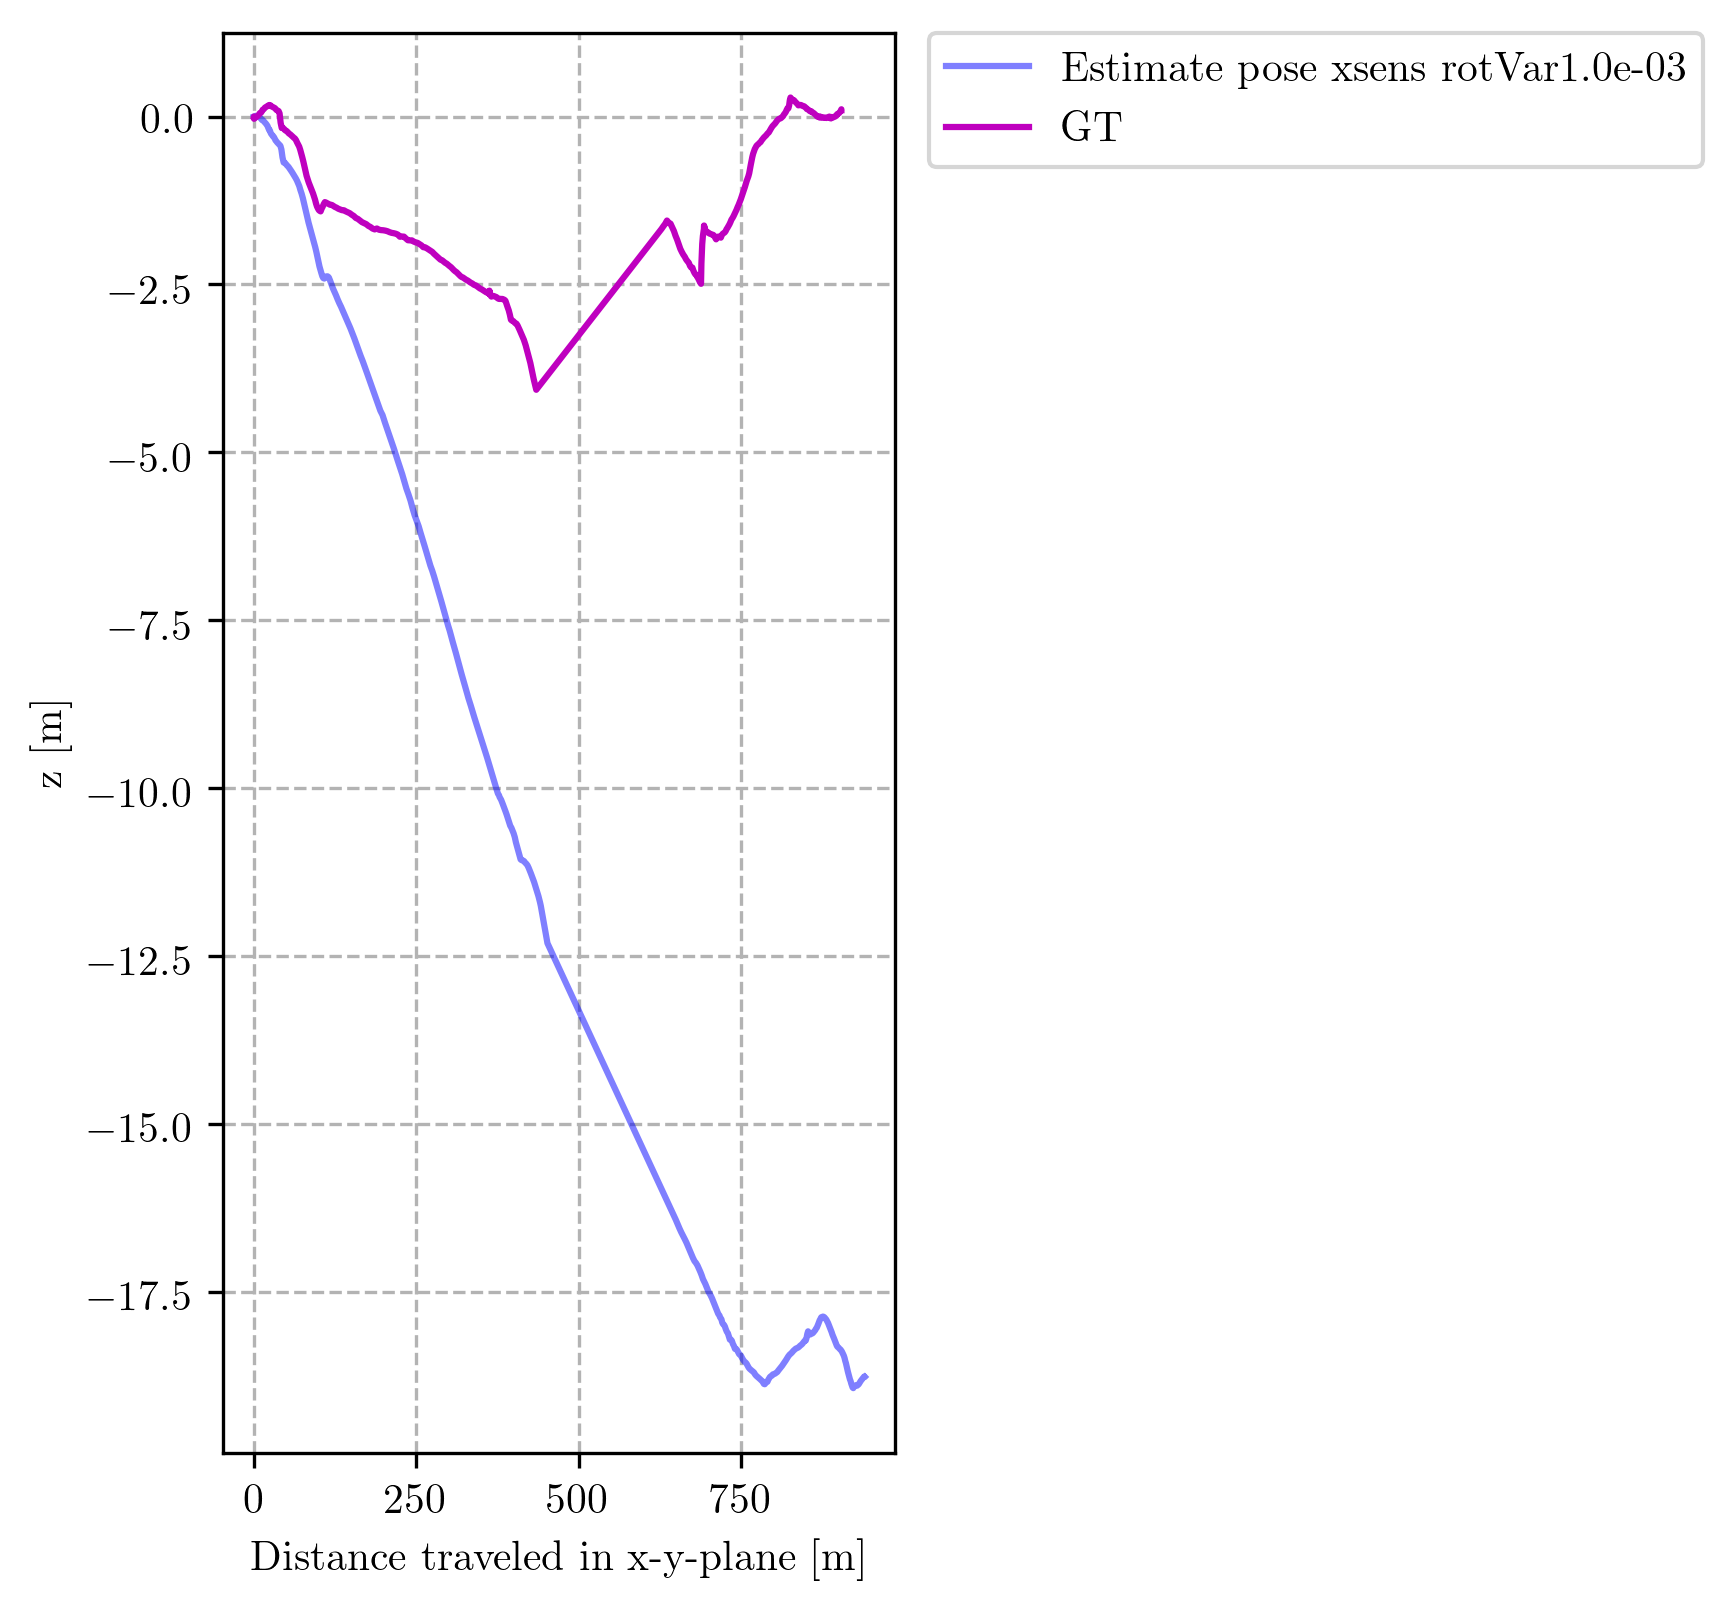 Estimate pose xsens rotVar1.0e-03
GT
0.0
−2.5
−5.0
−7.5
−10.0
−12.5
−15.0
−17.5
z [m]
0 250 500 750
Distance traveled in x-y-plane [m]